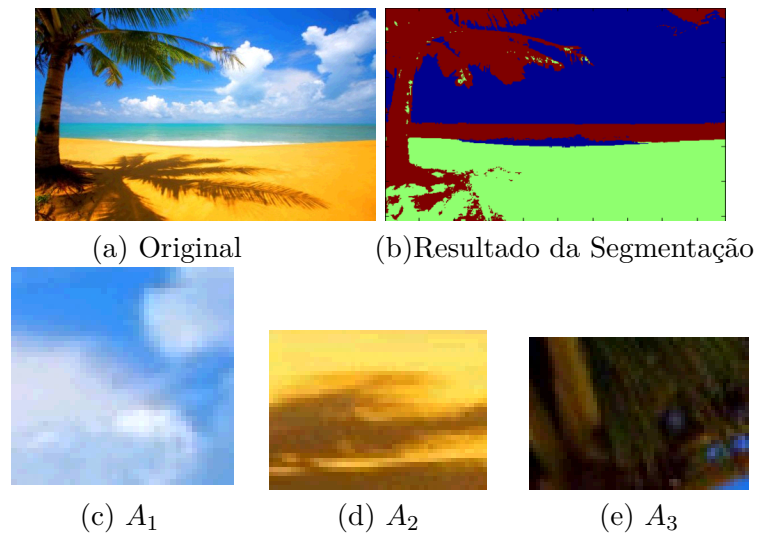 (a) Original
(b)Resultado da Segmentação
(c) A₁
(d) A₂
(e) A₃